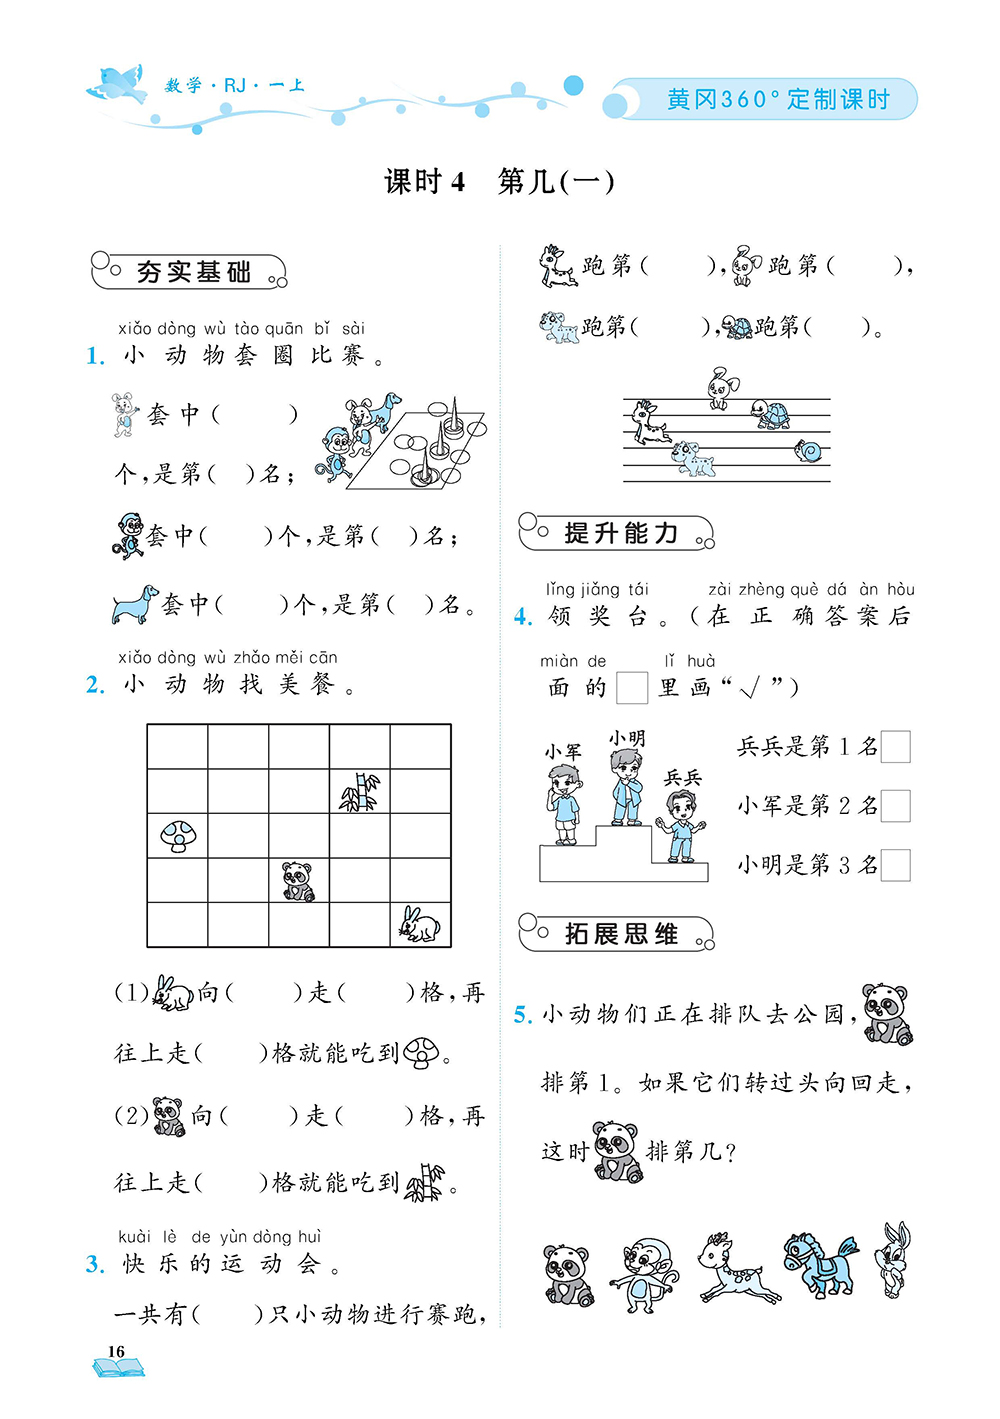 数学·RJ·一上
黄冈360°定制课时
课时4 第几(一)
夯实基础
xiǎo dòng wù tào quān bǐ sài
1. 小动物套圈比赛。
套中( )
个,是第( )名;
套中( )个,是第( )名;
套中( )个,是第( )名。
xiǎo dòng wù zhǎo měi cān
2. 小动物找美餐。
(1) 向( )走( )格,再
往上走( )格就能吃到 。
(2) 向( )走( )格,再
往上走( )格就能吃到 。
kuài lè de yùn dòng huì
3. 快乐的运动会。
一共有( )只小动物进行赛跑,
跑第( ), 跑第( ),
跑第( ), 跑第( )。
提升能力
lǐng jiǎng tái zài zhèng què dá àn hòu
4. 领奖台。(在正确答案后
miàn de lǐ huà
面的□里画“√”)
小军
小明
兵兵
兵兵是第1名□
小军是第2名□
小明是第3名□
拓展思维
5. 小动物们正在排队去公园,
排第1。如果它们转过头向回走,
这时 排第几?
16